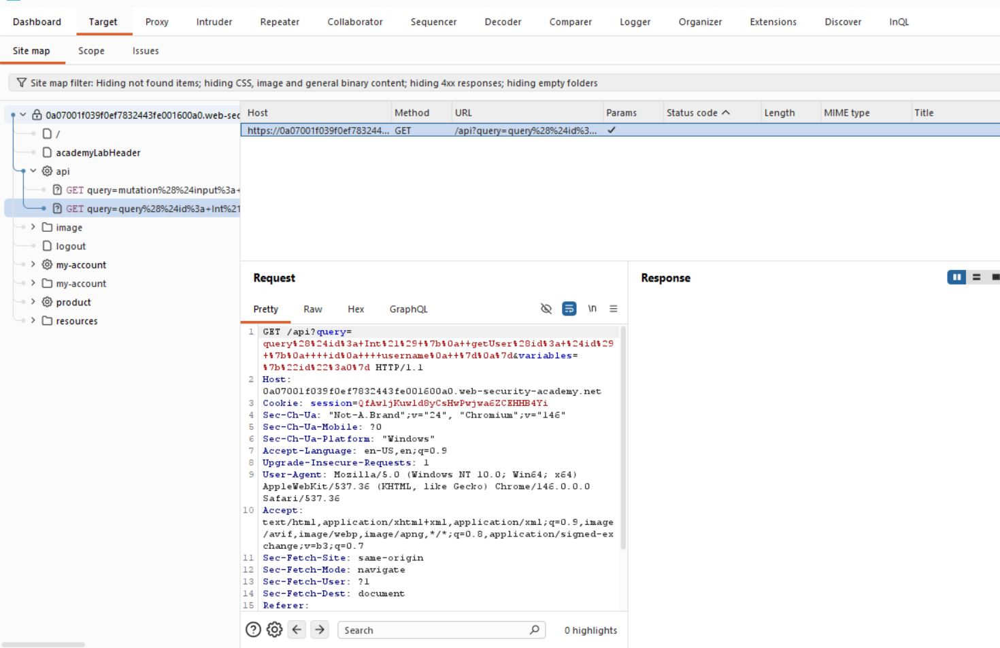 Dashboard Target Proxy Intruder Repeater Collaborator Sequencer Decoder Comparer Logger Organizer Extensions Discover InQL
Site map Scope Issues
Site map filter: Hiding not found items; hiding CSS, image and general binary content; hiding 4xx responses; hiding empty folders
0a07001f039f0ef7832443fe001600a0.web-sec
/
academyLabHeader
api
GET query=mutation%28%24input%3a+
GET query=query%28%24id%3a+Int%21
image
logout
my-account
my-account
product
resources
Host Method URL Params Status code Length MIME type Title
https://0a07001f039f0ef783244... GET /api?query=query%28%24id%3... ✓
Request
Pretty Raw Hex GraphQL \n
1 GET /api?query=
query%28%24id%3a+Int%21%29+%7b%0a++getUser%28id%3a+%24id%29
+%7b%0a++++id%0a++++username%0a++%7d%0a%7d&variables=
%7b%22id%22%3a0%7d HTTP/1.1
2 Host:
0a07001f039f0ef7832443fe001600a0.web-security-academy.net
3 Cookie: session=QfAwljKuwld8yCsHwPwjwa6ZCEHHB4Yi
4 Sec-Ch-Ua: "Not-A.Brand";v="24", "Chromium";v="146"
5 Sec-Ch-Ua-Mobile: ?0
6 Sec-Ch-Ua-Platform: "Windows"
7 Accept-Language: en-US,en;q=0.9
8 Upgrade-Insecure-Requests: 1
9 User-Agent: Mozilla/5.0 (Windows NT 10.0; Win64; x64)
AppleWebKit/537.36 (KHTML, like Gecko) Chrome/146.0.0.0
Safari/537.36
10 Accept:
text/html,application/xhtml+xml,application/xml;q=0.9,image
/avif,image/webp,image/apng,*/*;q=0.8,application/signed-ex
change;v=b3;q=0.7
11 Sec-Fetch-Site: same-origin
12 Sec-Fetch-Mode: navigate
13 Sec-Fetch-User: ?1
14 Sec-Fetch-Dest: document
15 Referer:
Search 0 highlights
Response